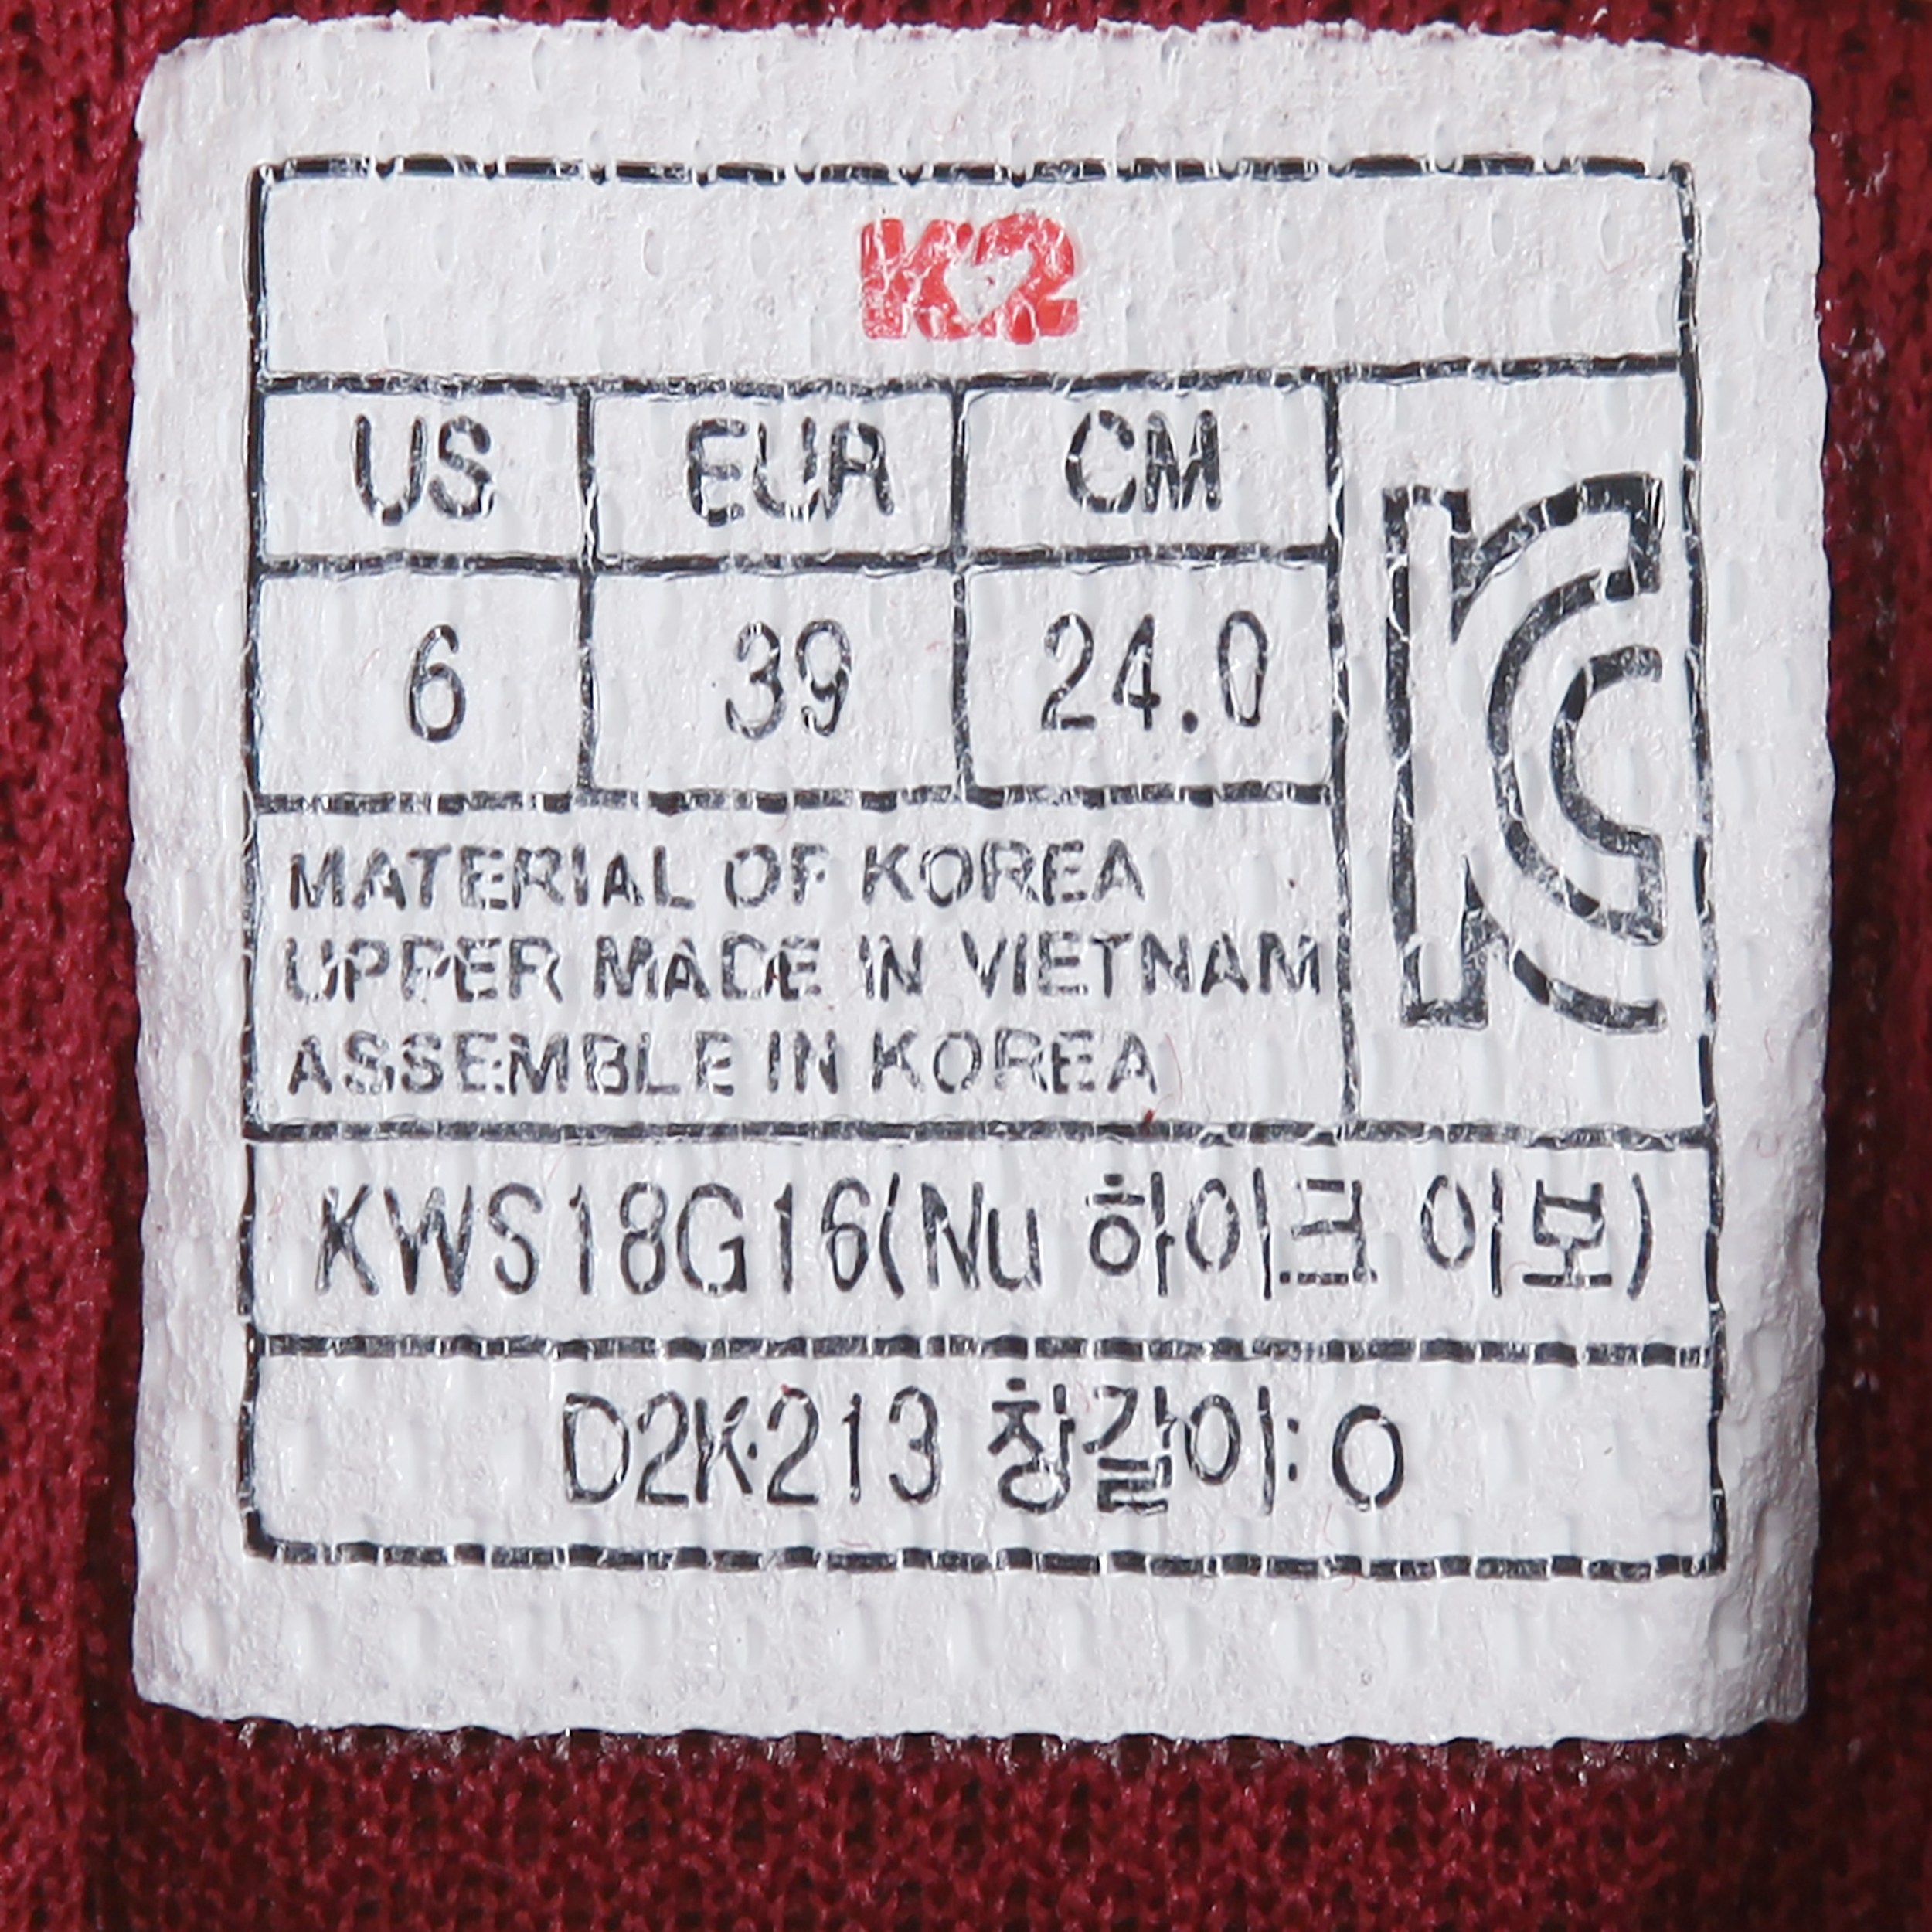 K2
US EUR CM
6 39 24.0
MATERIAL OF KOREA
UPPER MADE IN VIETNAM
ASSEMBLE IN KOREA
KC
KWS18G16(Nu 하이크 이보)
D2K213 창갈이: O